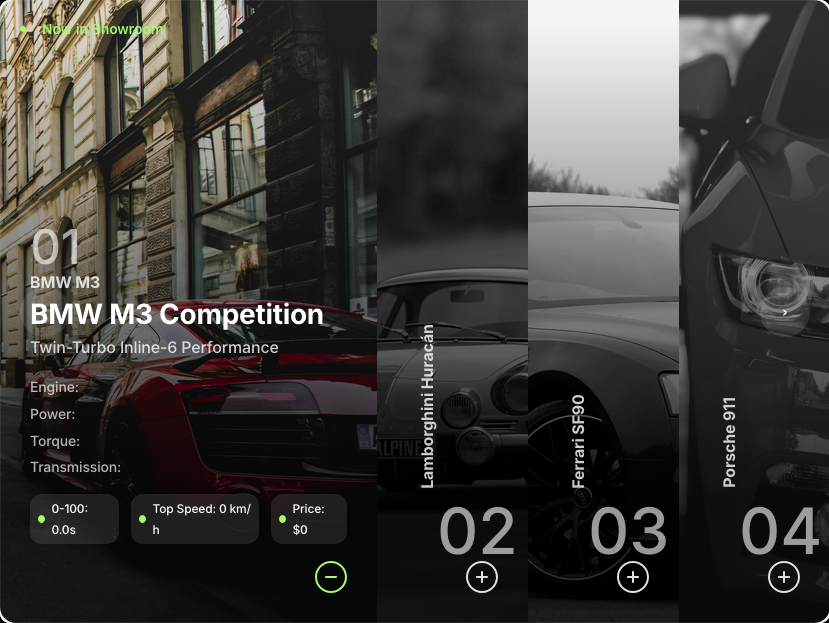 Now in Showroom
01
BMW M3
BMW M3 Competition
Twin-Turbo Inline-6 Performance
Engine:
Power:
Torque:
Transmission:
0-100:
0.0s
Top Speed: 0 km/
h
Price:
$0
Lamborghini Huracán
ALPINE
02
Ferrari SF90
03
Porsche 911
04